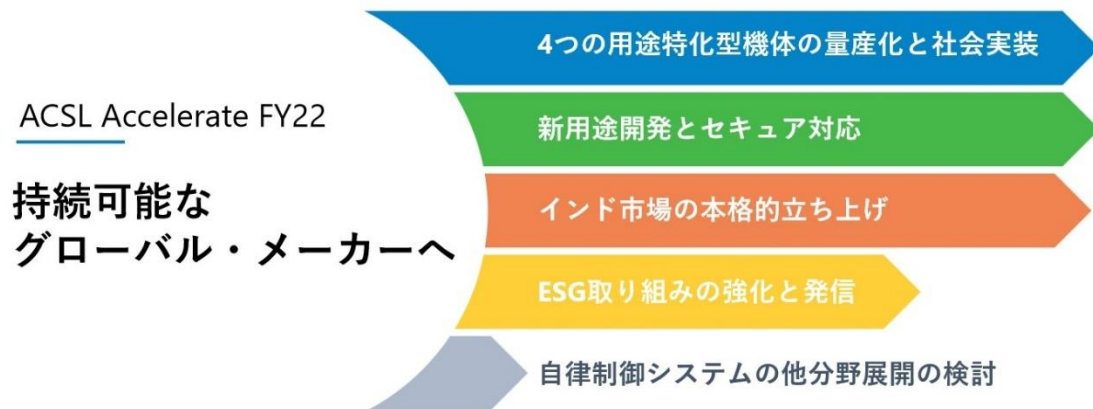 ACSL Accelerate FY22
持続可能な
グローバル・メーカーへ
4つの用途特化型機体の量産化と社会実装
新用途開発とセキュア対応
インド市場の本格的立ち上げ
ESG取り組みの強化と発信
自律制御システムの他分野展開の検討